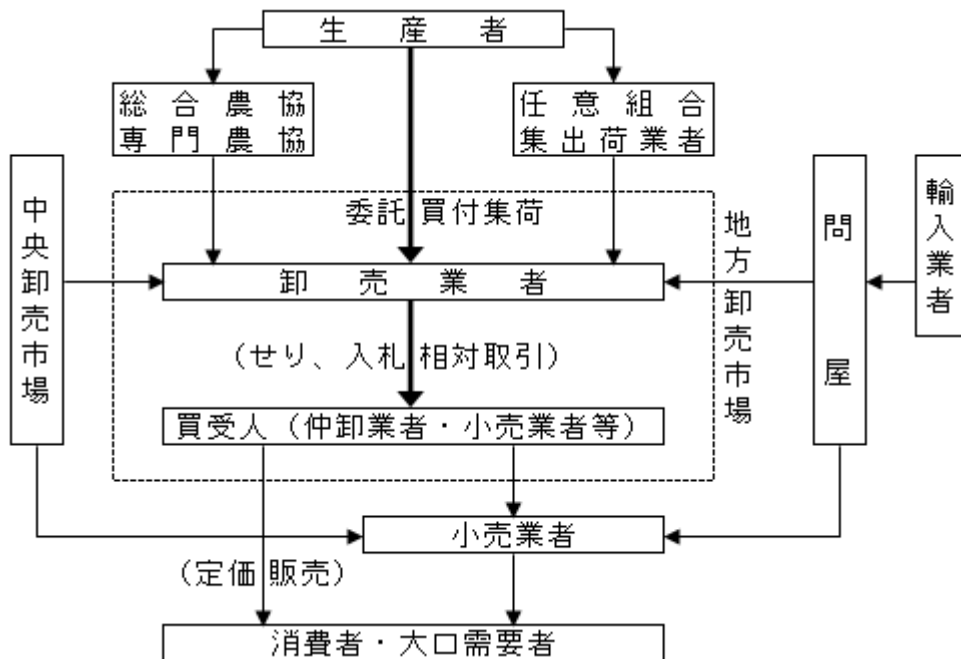 生産者
総合農協
専門農協
任意組合
集出荷業者
中央卸売市場
委託買付集荷
地方卸売市場
問屋
輸入業者
卸売業者
（せり、入札相対取引）
買受人（仲卸業者・小売業者等）
小売業者
（定価販売）
消費者・大口需要者